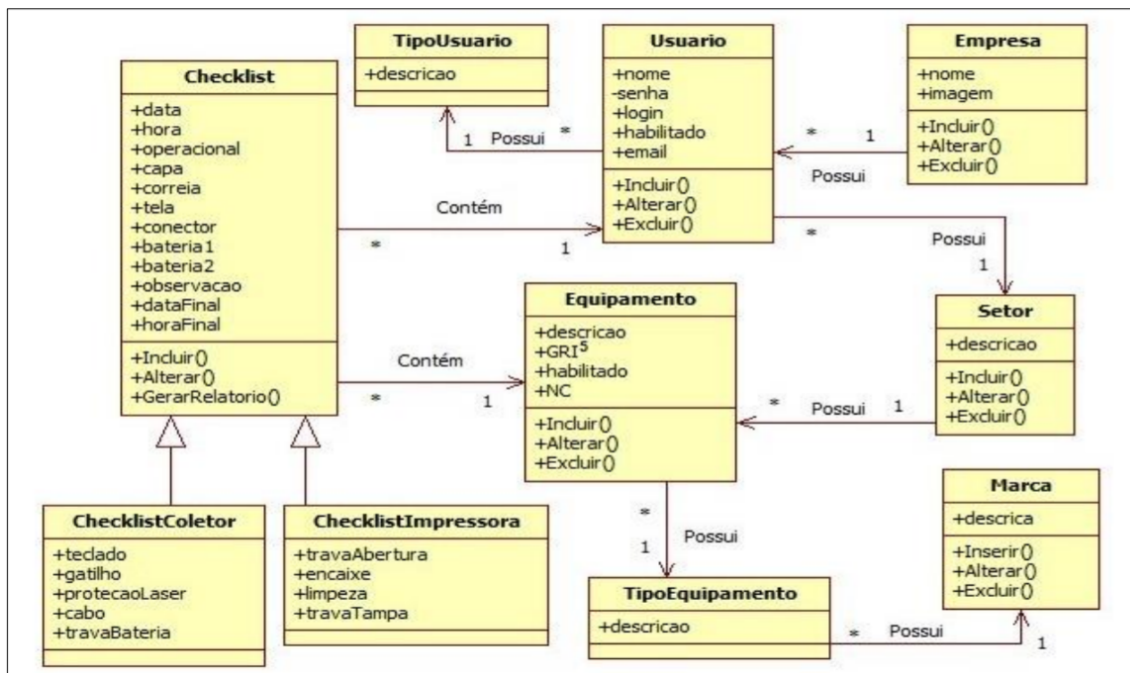 TipoUsuario
+descricao
Usuario
+nome
-senha
+login
+habilitado
+email
+Incluir()
+Alterar()
+Excluir()
Empresa
+nome
+imagem
+Incluir()
+Alterar()
+Excluir()
Checklist
+data
+hora
+operacional
+capa
+correia
+tela
+conector
+bateria1
+bateria2
+observacao
+dataFinal
+horaFinal
+Incluir()
+Alterar()
+GerarRelatorio()
1 Possui *
* 1
Possui
Contém
* 1
* Possui
1
Equipamento
+descricao
+GRI⁵
+habilitado
+NC
+Incluir()
+Alterar()
+Excluir()
Setor
+descricao
+Incluir()
+Alterar()
+Excluir()
Contém
* 1
* Possui 1
ChecklistColetor
+teclado
+gatilho
+protecaoLaser
+cabo
+travaBateria
ChecklistImpressora
+travaAbertura
+encaixe
+limpeza
+travaTampa
*
1 Possui
TipoEquipamento
+descricao
Marca
+descrica
+Inserir()
+Alterar()
+Excluir()
* Possui 1